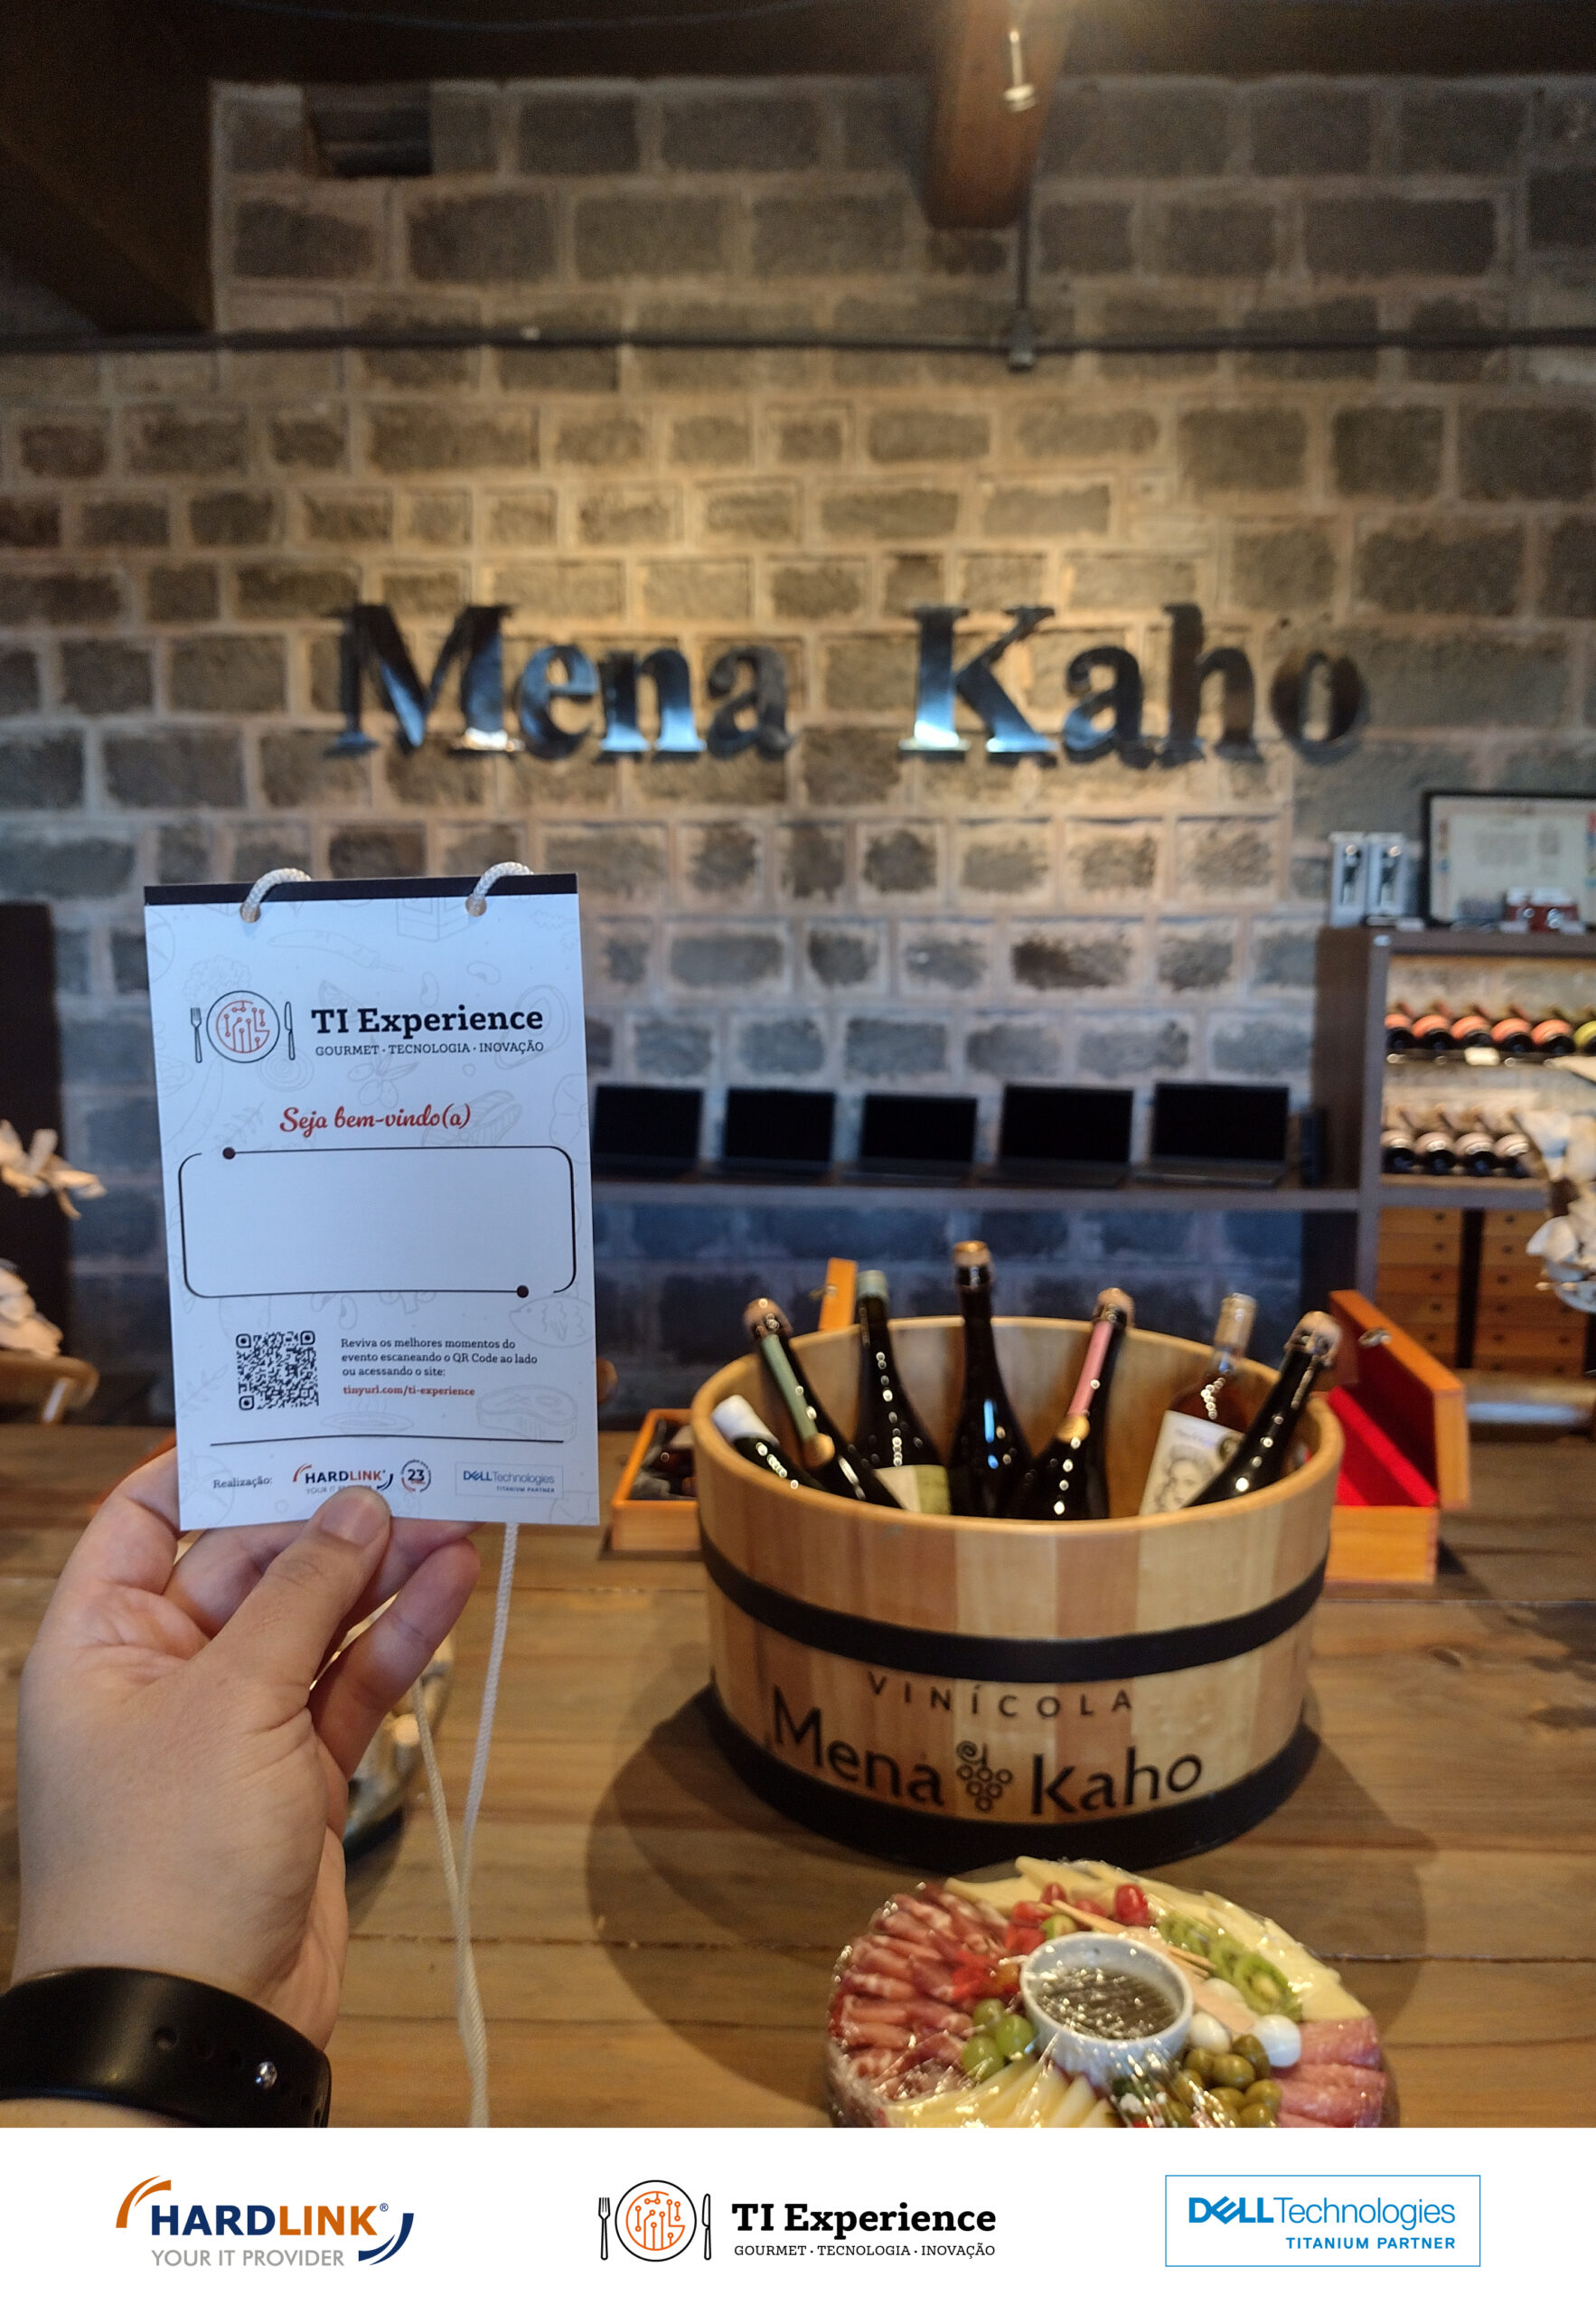 Mena Kaho
TI Experience
GOURMET · TECNOLOGIA · INOVAÇÃO
Seja bem-vindo(a)
Reviva os melhores momentos do
evento escaneando o QR Code ao lado
ou acessando o site:
tinyurl.com/ti-experience
Realização:
HARDLINK
YOUR IT
23
DELL Technologies
TITANIUM PARTNER
VINÍCOLA
Mena Kaho
HARDLINK®
YOUR IT PROVIDER
TI Experience
GOURMET · TECNOLOGIA · INOVAÇÃO
DELL Technologies
TITANIUM PARTNER